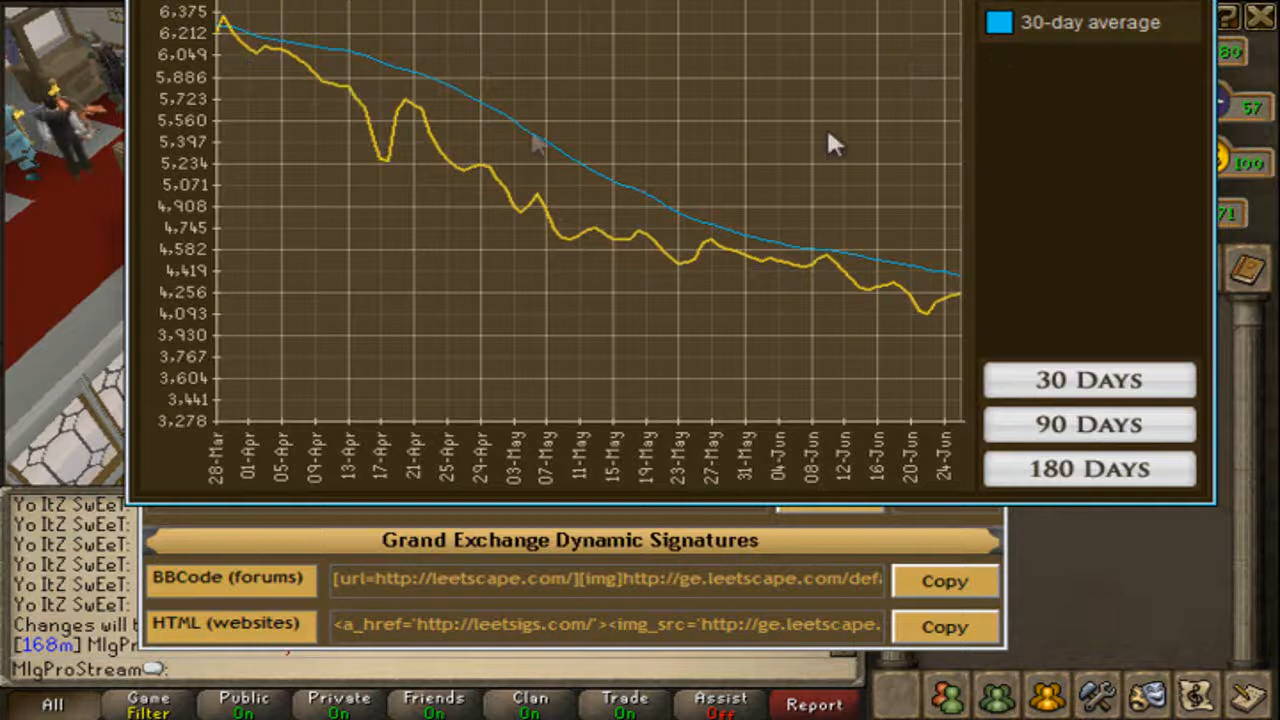 6,375
6,212
6,049
5,886
5,723
5,560
5,397
5,234
5,071
4,908
4,745
4,582
4,419
4,256
4,093
3,930
3,767
3,604
3,441
3,278
28-Mar
01-Apr
05-Apr
09-Apr
13-Apr
17-Apr
21-Apr
25-Apr
29-Apr
03-May
07-May
11-May
15-May
19-May
23-May
27-May
31-May
04-Jun
08-Jun
12-Jun
16-Jun
20-Jun
24-Jun
30-day average
30 Days
90 Days
180 Days
?
89
57
100
71
Grand Exchange Dynamic Signatures
BBCode (forums)
[url=http://leetscape.com/][img]http://ge.leetscape.com/def
Copy
HTML (websites)
<a_href='http://leetsigs.com/'><img_src='http://ge.leetscape.
Copy
Yo ItZ SwEeT:
Yo ItZ SwEeT:
Yo ItZ SwEeT:
Yo ItZ SwEeT:
Yo ItZ SwEeT:
Yo ItZ SwEeT:
Changes will
[168m] MlgPr
MlgProStream:
All
Game
Filter
Public
On
Private
On
Friends
On
Clan
On
Trade
On
Assist
Off
Report